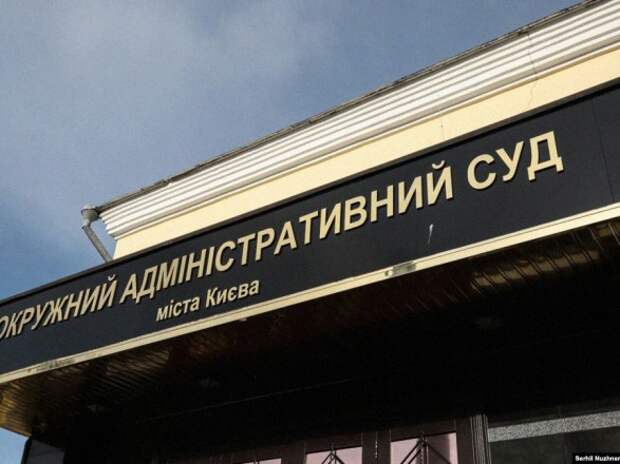 ОКРУЖНИЙ АДМІНІСТРАТИВНИЙ СУД
міста Києва